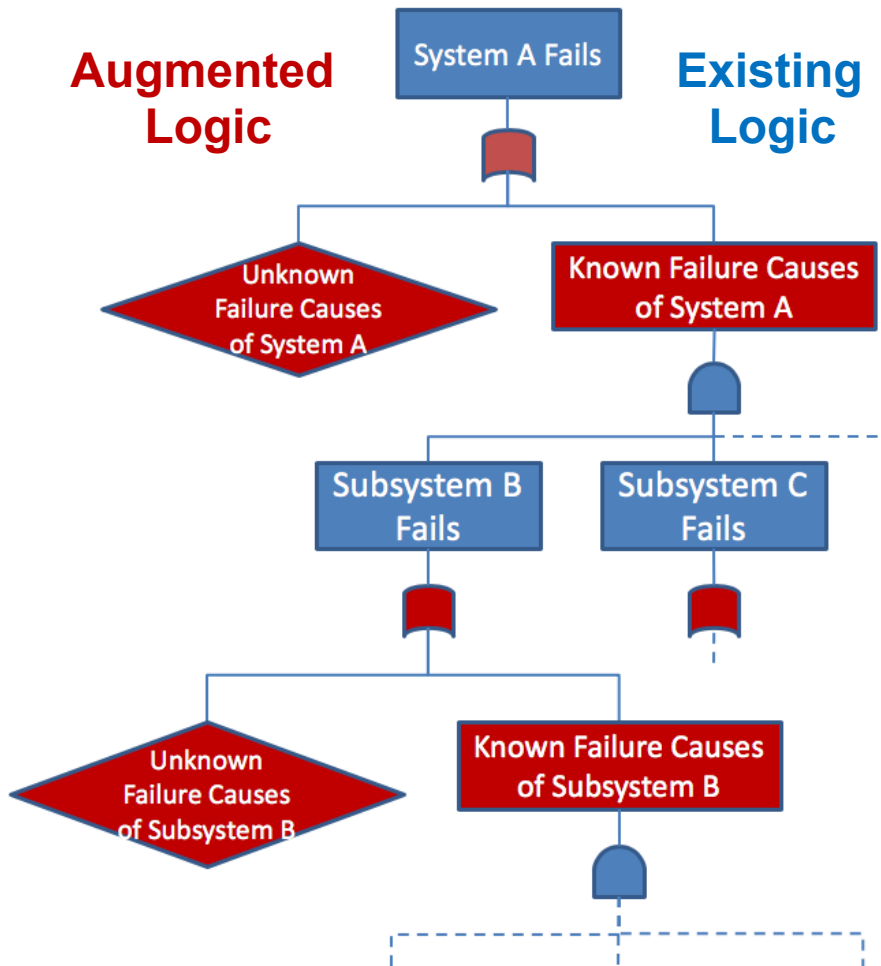 Augmented
Logic
System A Fails
Existing
Logic
Unknown
Failure Causes
of System A
Known Failure Causes
of System A
Subsystem B
Fails
Subsystem C
Fails
Unknown
Failure Causes
of Subsystem B
Known Failure Causes
of Subsystem B